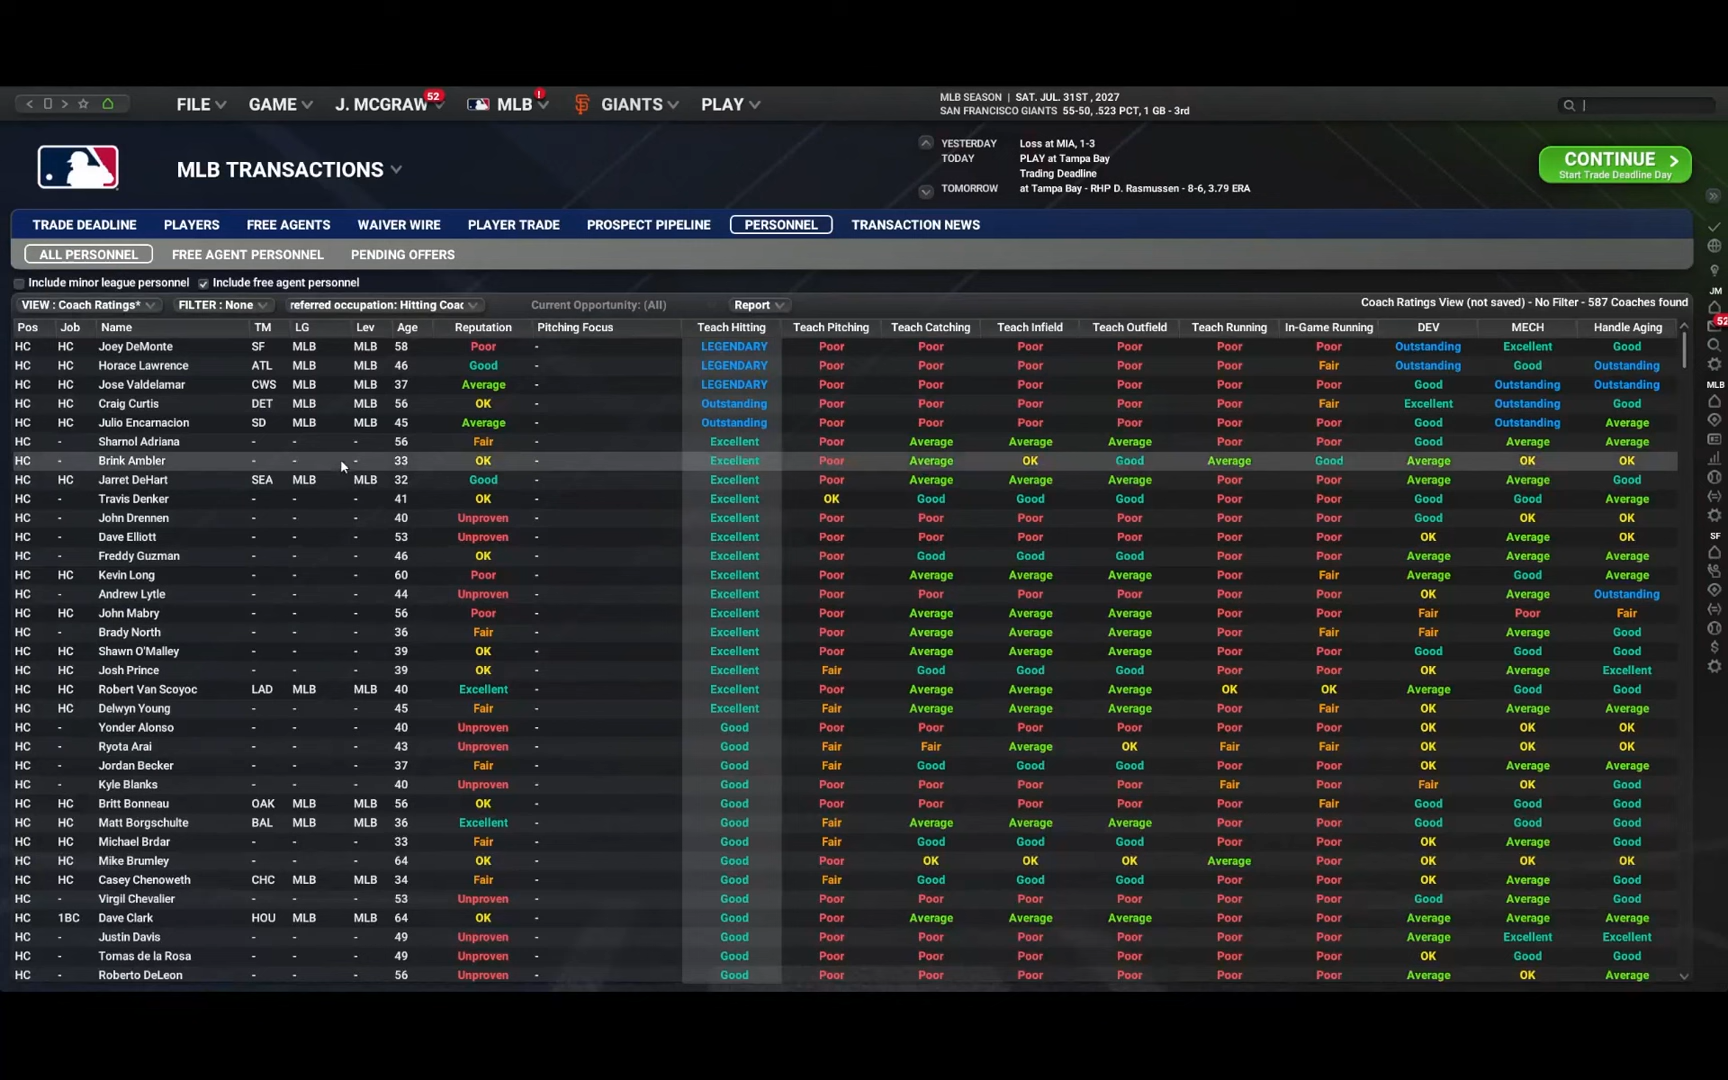 FILE GAME J. MCGRAW 52 MLB ! GIANTS PLAY
MLB SEASON | SAT. JUL. 31ST , 2027
SAN FRANCISCO GIANTS 55-50, .523 PCT, 1 GB - 3rd
MLB TRANSACTIONS
YESTERDAY Loss at MIA, 1-3
TODAY PLAY at Tampa Bay
Trading Deadline
TOMORROW at Tampa Bay - RHP D. Rasmussen - 8-6, 3.79 ERA
CONTINUE
Start Trade Deadline Day
TRADE DEADLINE PLAYERS FREE AGENTS WAIVER WIRE PLAYER TRADE PROSPECT PIPELINE PERSONNEL TRANSACTION NEWS
ALL PERSONNEL FREE AGENT PERSONNEL PENDING OFFERS
Include minor league personnel Include free agent personnel
VIEW : Coach Ratings* FILTER : None referred occupation: Hitting Coac Current Opportunity: (All) Report Coach Ratings View (not saved) - No Filter - 587 Coaches found
Pos Job Name TM LG Lev Age Reputation Pitching Focus Teach Hitting Teach Pitching Teach Catching Teach Infield Teach Outfield Teach Running In-Game Running DEV MECH Handle Aging
HC HC Joey DeMonte SF MLB MLB 58 Poor - LEGENDARY Poor Poor Poor Poor Poor Poor Outstanding Excellent Good
HC HC Horace Lawrence ATL MLB MLB 46 Good - LEGENDARY Poor Poor Poor Poor Poor Fair Outstanding Good Outstanding
HC HC Jose Valdelamar CWS MLB MLB 37 Average - LEGENDARY Poor Poor Poor Poor Poor Poor Good Outstanding Outstanding
HC HC Craig Curtis DET MLB MLB 56 OK - Outstanding Poor Poor Poor Poor Poor Fair Excellent Outstanding Good
HC HC Julio Encarnacion SD MLB MLB 45 Average - Outstanding Poor Poor Poor Poor Poor Poor Good Outstanding Average
HC - Sharnol Adriana - - - 56 Fair - Excellent Poor Average Average Average Poor Poor Good Average Average
HC - Brink Ambler - - - 33 OK - Excellent Poor Average OK Good Average Good Average OK OK
HC HC Jarret DeHart SEA MLB MLB 32 Good - Excellent Poor Average Average Average Poor Poor Average Average Good
HC - Travis Denker - - - 41 OK - Excellent OK Good Good Good Poor Poor Good Good Average
HC - John Drennen - - - 40 Unproven - Excellent Poor Poor Poor Poor Poor Poor Good OK OK
HC - Dave Elliott - - - 53 Unproven - Excellent Poor Poor Poor Poor Poor Poor OK Average OK
HC - Freddy Guzman - - - 46 OK - Excellent Poor Good Good Good Poor Poor Average Average Average
HC HC Kevin Long - - - 60 Poor - Excellent Poor Average Average Average Poor Fair Average Good Average
HC - Andrew Lytle - - - 44 Unproven - Excellent Poor Poor Poor Poor Poor Poor OK Average Outstanding
HC HC John Mabry - - - 56 Poor - Excellent Poor Average Average Average Poor Poor Fair Poor Fair
HC - Brady North - - - 36 Fair - Excellent Poor Average Average Average Poor Fair Fair Average Good
HC HC Shawn O'Malley - - - 39 OK - Excellent Poor Average Average Average Poor Poor Good Good Good
HC HC Josh Prince - - - 39 OK - Excellent Fair Good Good Good Poor Poor OK Average Excellent
HC HC Robert Van Scoyoc LAD MLB MLB 40 Excellent - Excellent Poor Average Average Average OK OK Average Good Good
HC HC Delwyn Young - - - 45 Fair - Excellent Fair Average Average Average Poor Fair OK Average Average
HC - Yonder Alonso - - - 40 Unproven - Good Poor Poor Poor Poor Poor Poor OK OK OK
HC - Ryota Arai - - - 43 Unproven - Good Fair Fair Average OK Fair Fair OK OK OK
HC - Jordan Becker - - - 37 Fair - Good Fair Good Good Good Poor Poor OK Average Average
HC - Kyle Blanks - - - 40 Unproven - Good Poor Poor Poor Poor Fair Poor Fair OK Good
HC HC Britt Bonneau OAK MLB MLB 56 OK - Good Poor Poor Poor Poor Poor Fair Good Good Good
HC HC Matt Borgschulte BAL MLB MLB 36 Excellent - Good Fair Average Average Average Poor Poor Good Good Good
HC HC Michael Brdar - - - 33 Fair - Good Fair Good Good Good Poor Poor OK Average Good
HC HC Mike Brumley - - - 64 OK - Good Poor OK OK OK Average Poor OK OK OK
HC HC Casey Chenoweth CHC MLB MLB 34 Fair - Good Fair Good Good Good Poor Poor OK Average Good
HC - Virgil Chevalier - - - 53 Unproven - Good Poor Poor Poor Poor Poor Poor Good Average Good
HC 1BC Dave Clark HOU MLB MLB 64 OK - Good Poor Average Average Average Poor Poor Average Average Average
HC - Justin Davis - - - 49 Unproven - Good Poor Poor Poor Poor Poor Poor Average Excellent Excellent
HC - Tomas de la Rosa - - - 49 Unproven - Good Poor Poor Poor Poor Poor Poor OK Good Good
HC - Roberto DeLeon - - - 56 Unproven - Good Poor Poor Poor Poor Poor Poor Average OK Average
JM
52
MLB
SF